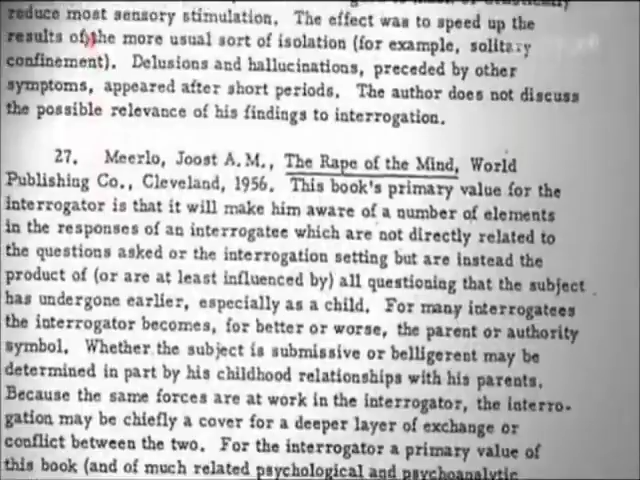 reduce most sensory stimulation. The effect was to speed up the
results of the more usual sort of isolation (for example, solitary
confinement). Delusions and hallucinations, preceded by other
symptoms, appeared after short periods. The author does not discuss
the possible relevance of his findings to interrogation.
27. Meerlo, Joost A. M., The Rape of the Mind, World
Publishing Co., Cleveland, 1956. This book's primary value for the
interrogator is that it will make him aware of a number of elements
in the responses of an interrogatee which are not directly related to
the questions asked or the interrogation setting but are instead the
product of (or are at least influenced by) all questioning that the subject
has undergone earlier, especially as a child. For many interrogatees
the interrogator becomes, for better or worse, the parent or authority
symbol. Whether the subject is submissive or belligerent may be
determined in part by his childhood relationships with his parents.
Because the same forces are at work in the interrogator, the interro-
gation may be chiefly a cover for a deeper layer of exchange or
conflict between the two. For the interrogator a primary value of
this book (and of much related psychological and psychoanalytic